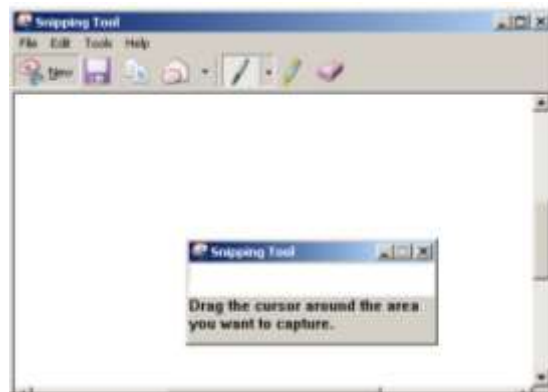 Snipping Tool
File Edit Tools Help
New
Snipping Tool
Drag the cursor around the area
you want to capture.